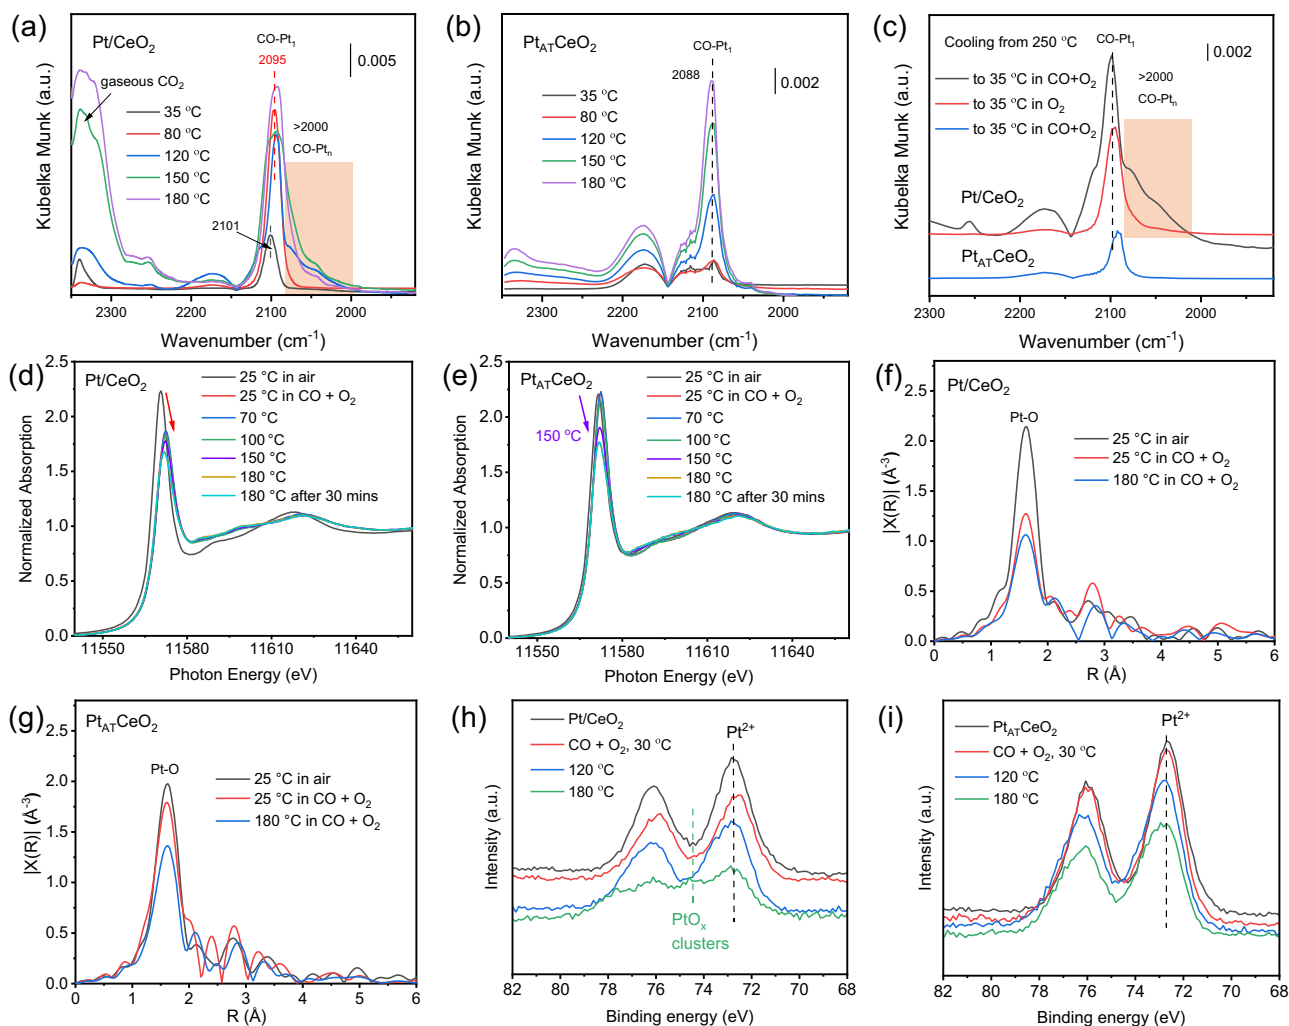 (a)
Pt/CeO₂
CO-Pt₁
2095
0.005
gaseous CO₂
35 °C
80 °C
120 °C
150 °C
180 °C
>2000
CO-Ptₙ
2101
Kubelka Munk (a.u.)
2300 2200 2100 2000
Wavenumber (cm⁻¹)
(b)
Pt_AT CeO₂
CO-Pt₁
2088
0.002
35 °C
80 °C
120 °C
150 °C
180 °C
Kubelka Munk (a.u.)
2300 2200 2100 2000
Wavenumber (cm⁻¹)
(c)
Cooling from 250 °C
CO-Pt₁
0.002
to 35 °C in CO+O₂
to 35 °C in O₂
to 35 °C in CO+O₂
>2000
CO-Ptₙ
Pt/CeO₂
Pt_AT CeO₂
Kubelka Munk (a.u.)
2300 2200 2100 2000
Wavenumber (cm⁻¹)
(d)
Pt/CeO₂
25 °C in air
25 °C in CO + O₂
70 °C
100 °C
150 °C
180 °C
180 °C after 30 mins
Normalized Absorption
2.5
2.0
1.5
1.0
0.5
0.0
11550 11580 11610 11640
Photon Energy (eV)
(e)
Pt_AT CeO₂
150 °C
25 °C in air
25 °C in CO + O₂
70 °C
100 °C
150 °C
180 °C
180 °C after 30 mins
Normalized Absorption
2.5
2.0
1.5
1.0
0.5
0.0
11550 11580 11610 11640
Photon Energy (eV)
(f)
Pt/CeO₂
Pt-O
25 °C in air
25 °C in CO + O₂
180 °C in CO + O₂
|X(R)| (Å⁻³)
2.5
2.0
1.5
1.0
0.5
0.0
0 1 2 3 4 5 6
R (Å)
(g)
Pt_AT CeO₂
Pt-O
25 °C in air
25 °C in CO + O₂
180 °C in CO + O₂
|X(R)| (Å⁻³)
2.5
2.0
1.5
1.0
0.5
0.0
0 1 2 3 4 5 6
R (Å)
(h)
Pt/CeO₂
CO + O₂, 30 °C
120 °C
180 °C
Pt²⁺
PtOₓ
clusters
Intensity (a.u.)
82 80 78 76 74 72 70 68
Binding energy (eV)
(i)
Pt_AT CeO₂
CO + O₂, 30 °C
120 °C
180 °C
Pt²⁺
Intensity (a.u.)
82 80 78 76 74 72 70 68
Binding energy (eV)